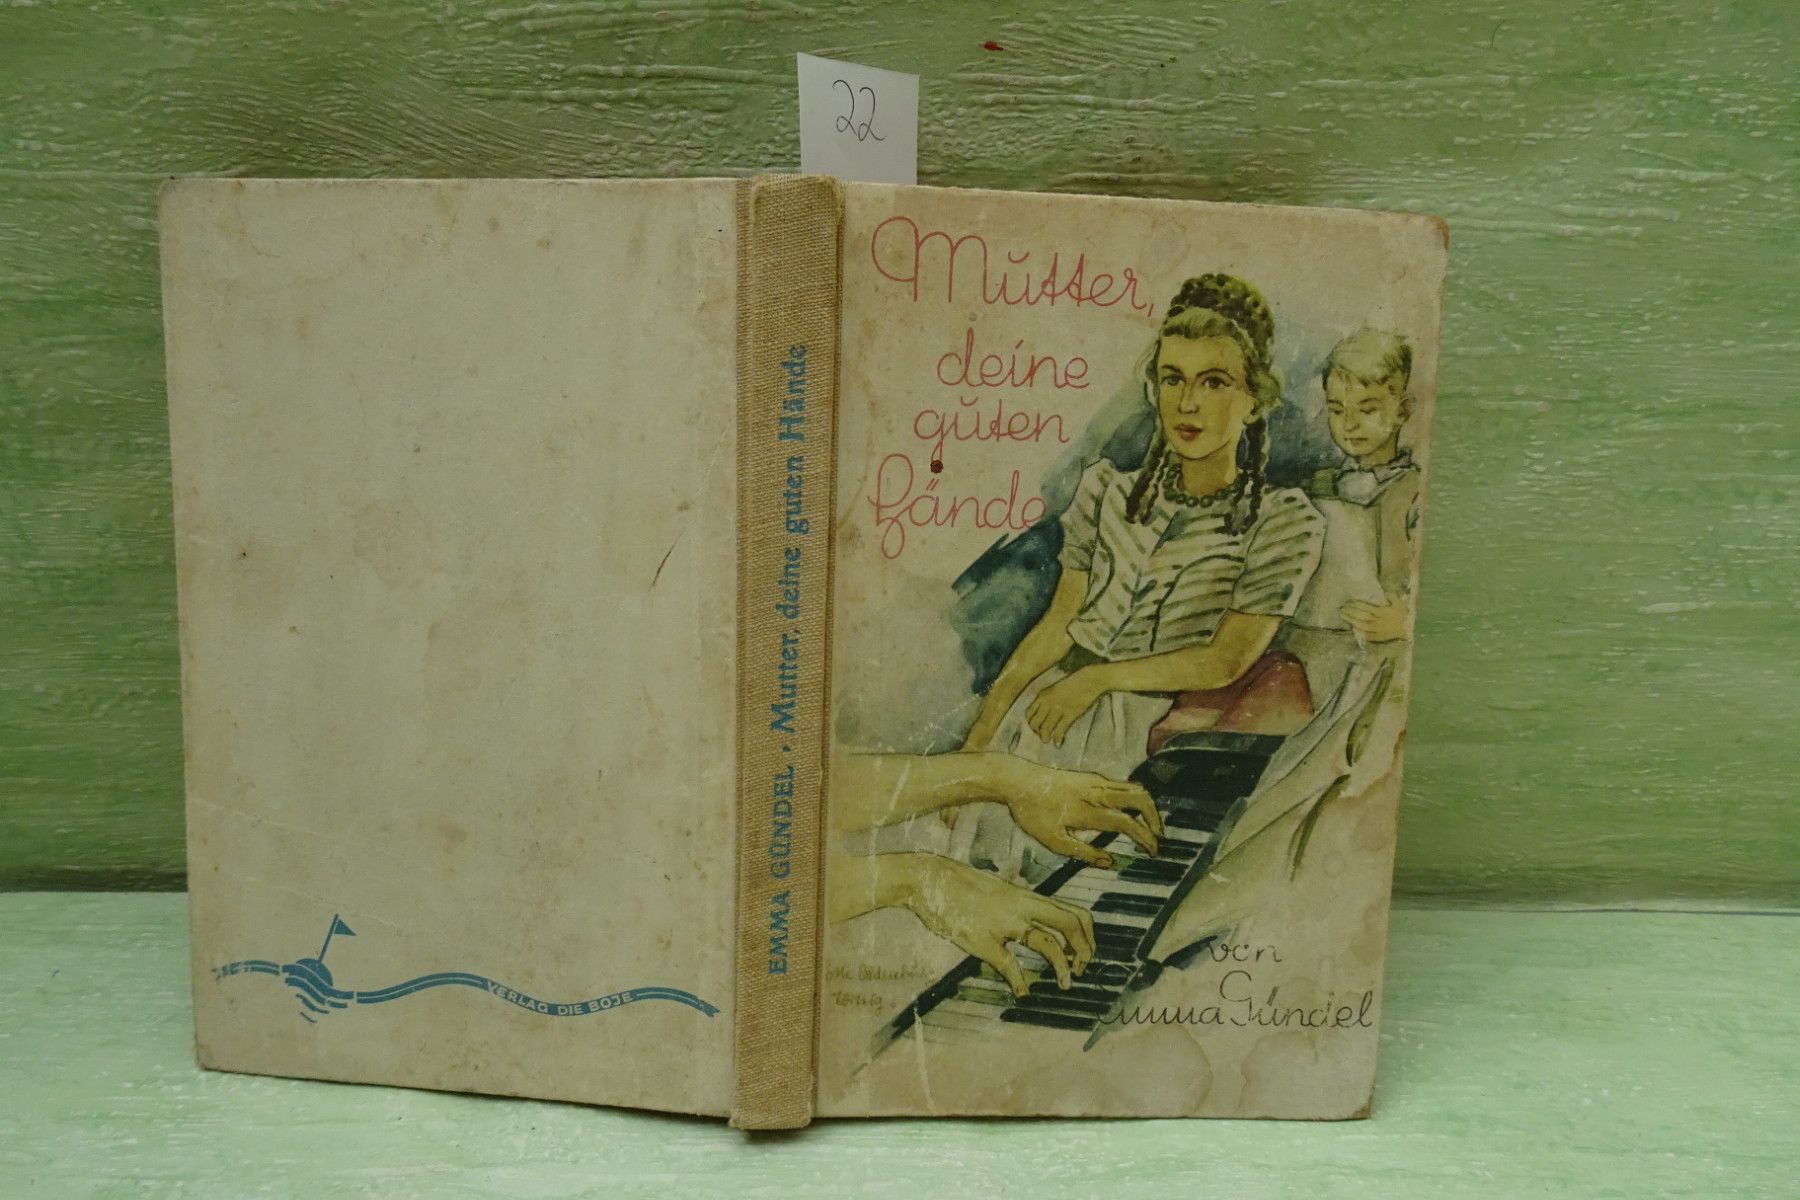 22
Mutter,
deine
guten
Hände
von
Emma Gündel
EMMA GÜNDEL · Mutter, deine guten Hände
VERLAG DIE BOJE